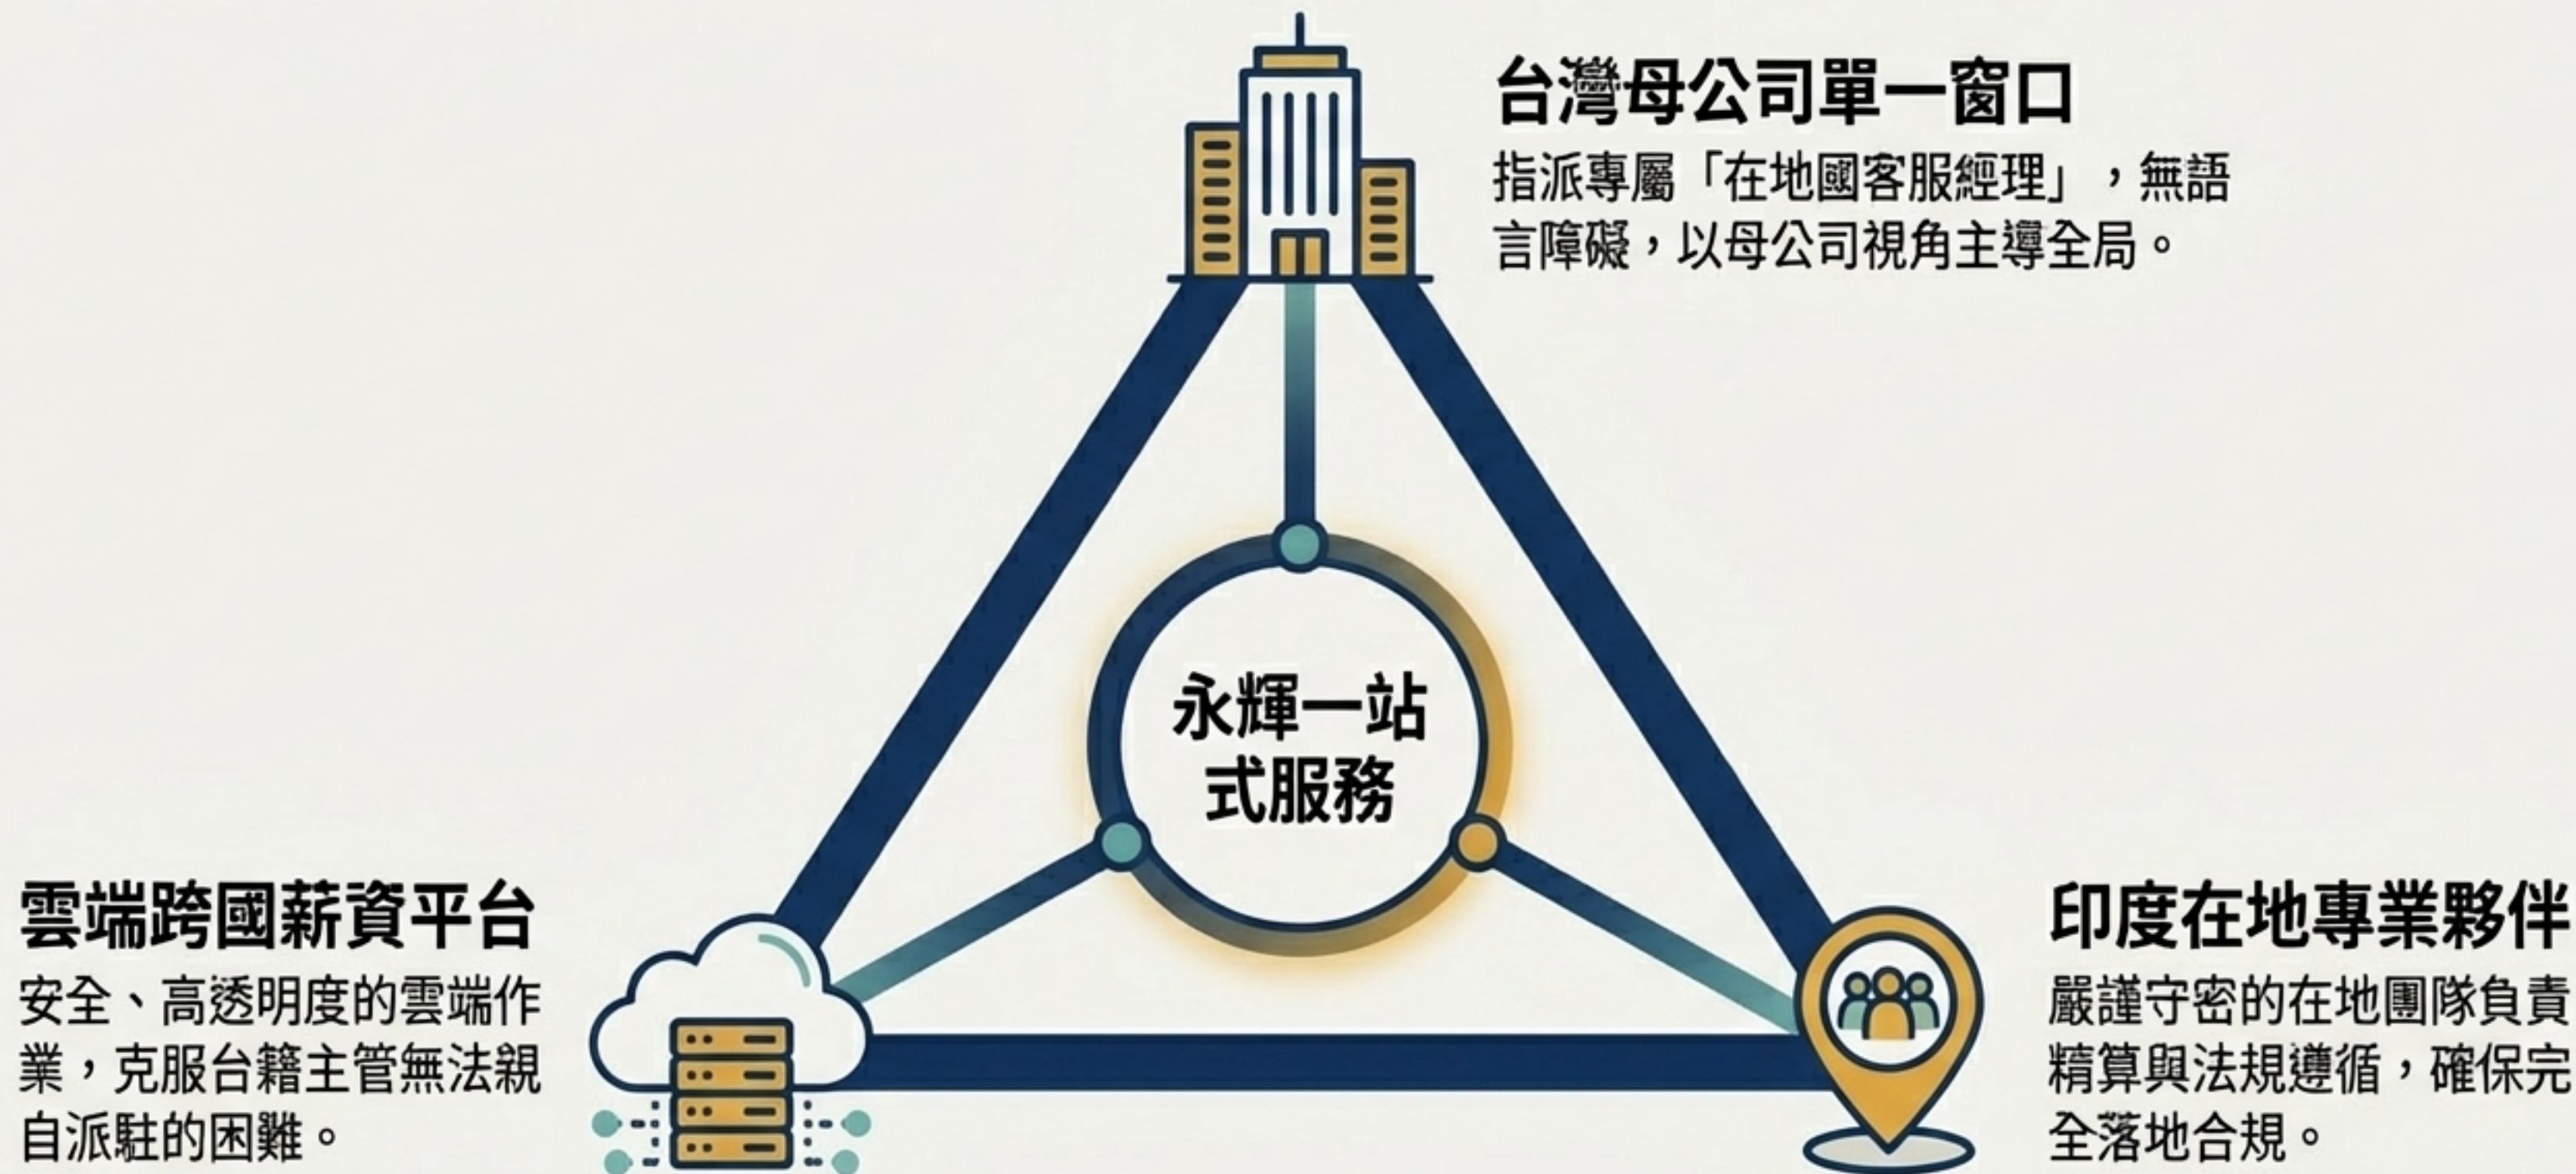 台灣母公司單一窗口
指派專屬「在地國客服經理」，無語
言障礙，以母公司視角主導全局。
永輝一站
式服務
雲端跨國薪資平台
安全、高透明度的雲端作
業，克服台籍主管無法親
自派駐的困難。
印度在地專業夥伴
嚴謹守密的在地團隊負責
精算與法規遵循，確保完
全落地合規。